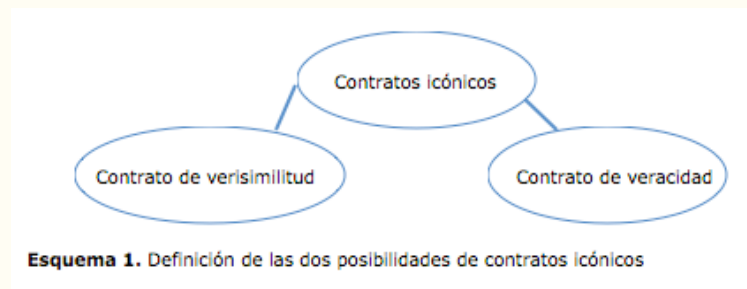 Contratos icónicos
Contrato de verisimilitud
Contrato de veracidad
Esquema 1. Definición de las dos posibilidades de contratos icónicos